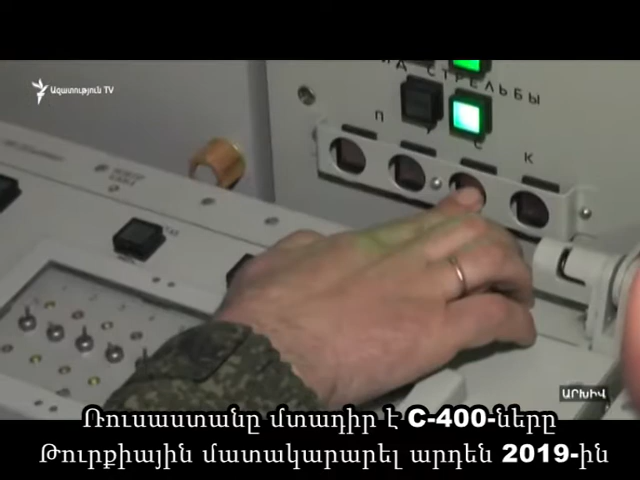 Ազատություն TV
СТРЕЛЬБЫ
П Г С К
ԱՐԽԻՎ
Ռուսաստանը մտադիր է C-400-ները
Թուրքիային մատակարարել արդեն 2019-ին